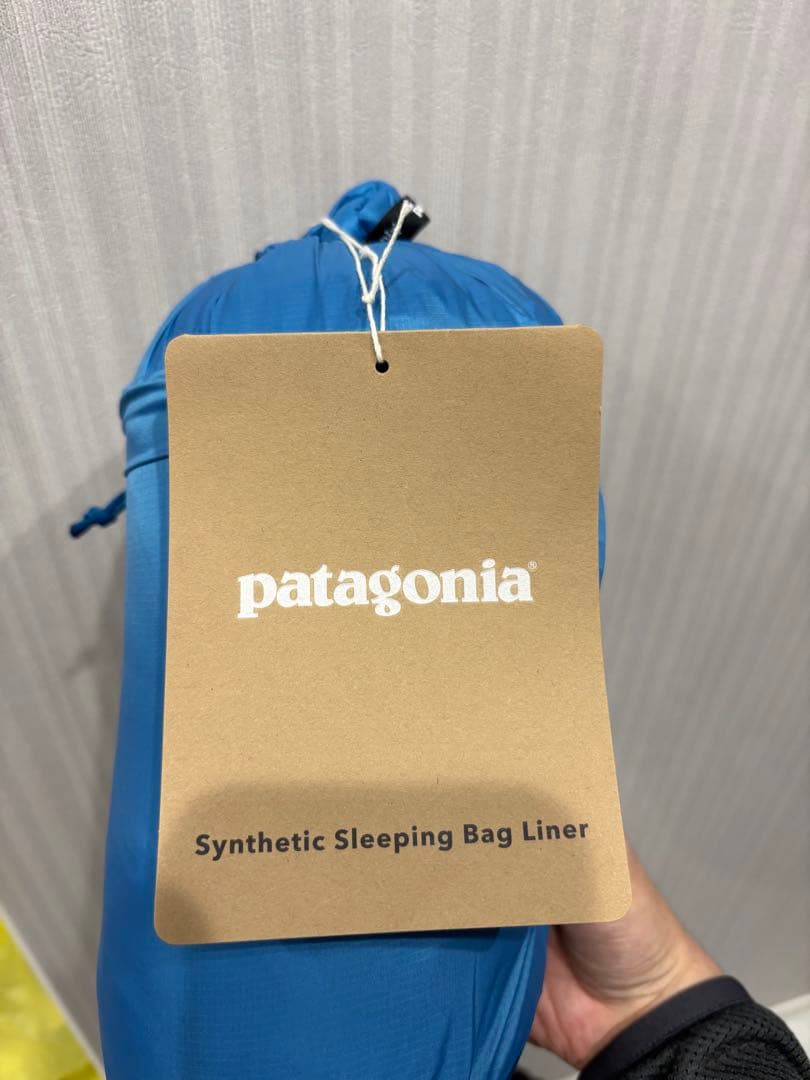 patagonia®
Synthetic Sleeping Bag Liner